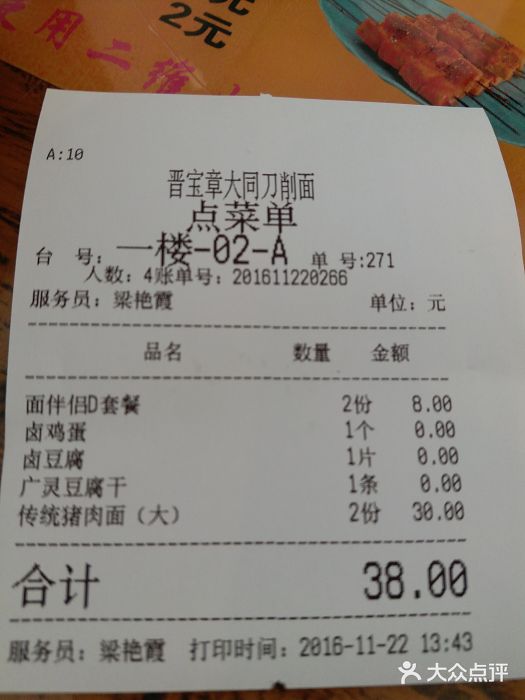 元
2元
使用二维
A:10
晋宝章大同刀削面
点菜单
台 号: 一楼-02-A 单 号:271
人数: 4账单号: 201611220266
服务员: 梁艳霞 单位: 元
品名 数量 金额
面伴侣D套餐 2份 8.00
卤鸡蛋 1个 0.00
卤豆腐 1片 0.00
广灵豆腐干 1条 0.00
传统猪肉面（大） 2份 30.00
合计 38.00
服务员: 梁艳霞 打印时间: 2016-11-22 13:43
大众点评